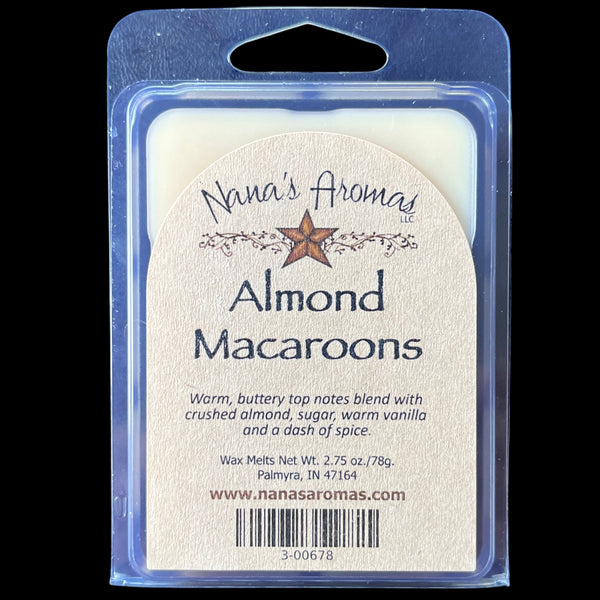 Nana's Aromas
LLC
Almond
Macaroons
Warm, buttery top notes blend with
crushed almond, sugar, warm vanilla
and a dash of spice.
Wax Melts Net Wt. 2.75 oz./78g.
Palmyra, IN 47164
www.nanasaromas.com
3-00678